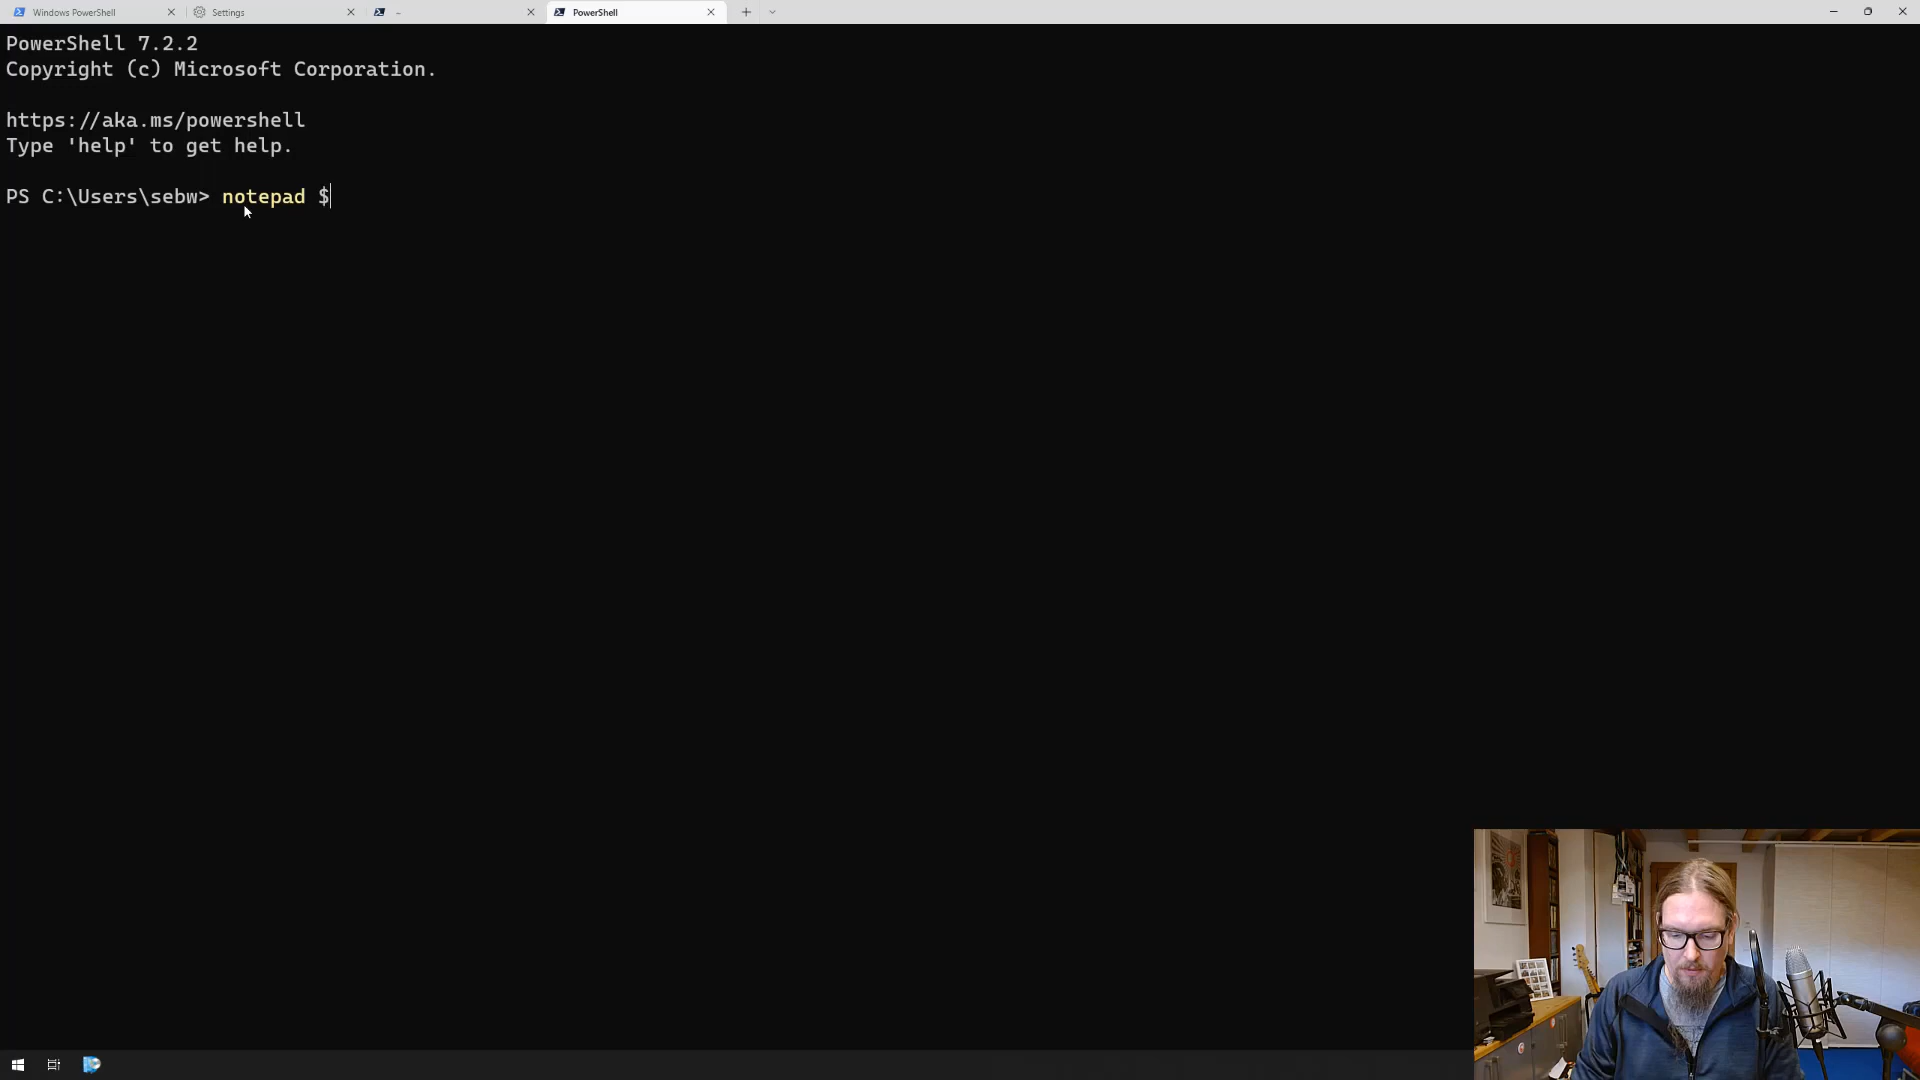 Windows PowerShell
Settings
~
PowerShell
PowerShell 7.2.2
Copyright (c) Microsoft Corporation.
https://aka.ms/powershell
Type 'help' to get help.
PS C:\Users\sebw> notepad $